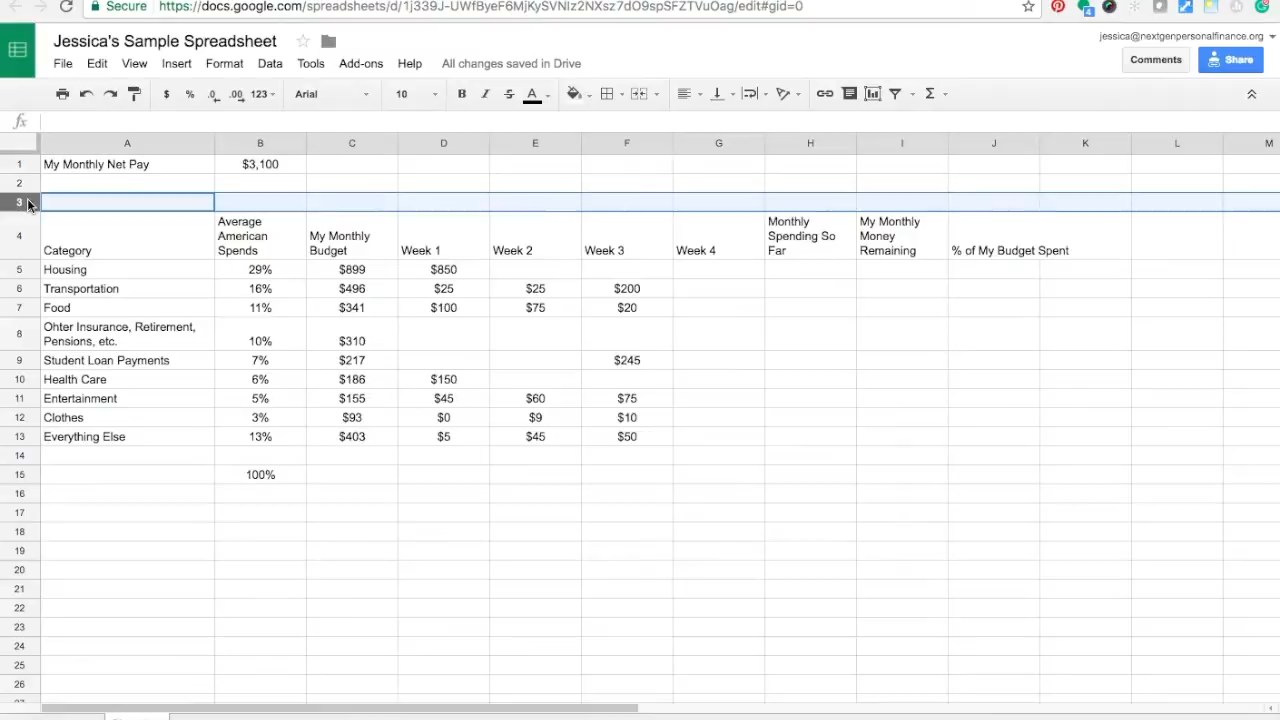 Secure https://docs.google.com/spreadsheets/d/1j339J-UWfByeF6MjKySVNlz2NXsz7dO9spSFZTVuOag/edit#gid=0
4
Jessica's Sample Spreadsheet
jessica@nextgenpersonalfinance.org
File Edit View Insert Format Data Tools Add-ons Help All changes saved in Drive
Comments Share
$ % .0 .00 123 Arial 10 B I S A Σ
fx
A B C D E F G H I J K L M
1 My Monthly Net Pay $3,100
2
3
4 Category Average American Spends My Monthly Budget Week 1 Week 2 Week 3 Week 4 Monthly Spending So Far My Monthly Money Remaining % of My Budget Spent
5 Housing 29% $899 $850
6 Transportation 16% $496 $25 $25 $200
7 Food 11% $341 $100 $75 $20
8 Ohter Insurance, Retirement, Pensions, etc. 10% $310
9 Student Loan Payments 7% $217 $245
10 Health Care 6% $186 $150
11 Entertainment 5% $155 $45 $60 $75
12 Clothes 3% $93 $0 $9 $10
13 Everything Else 13% $403 $5 $45 $50
14
15 100%
16
17
18
19
20
21
22
23
24
25
26